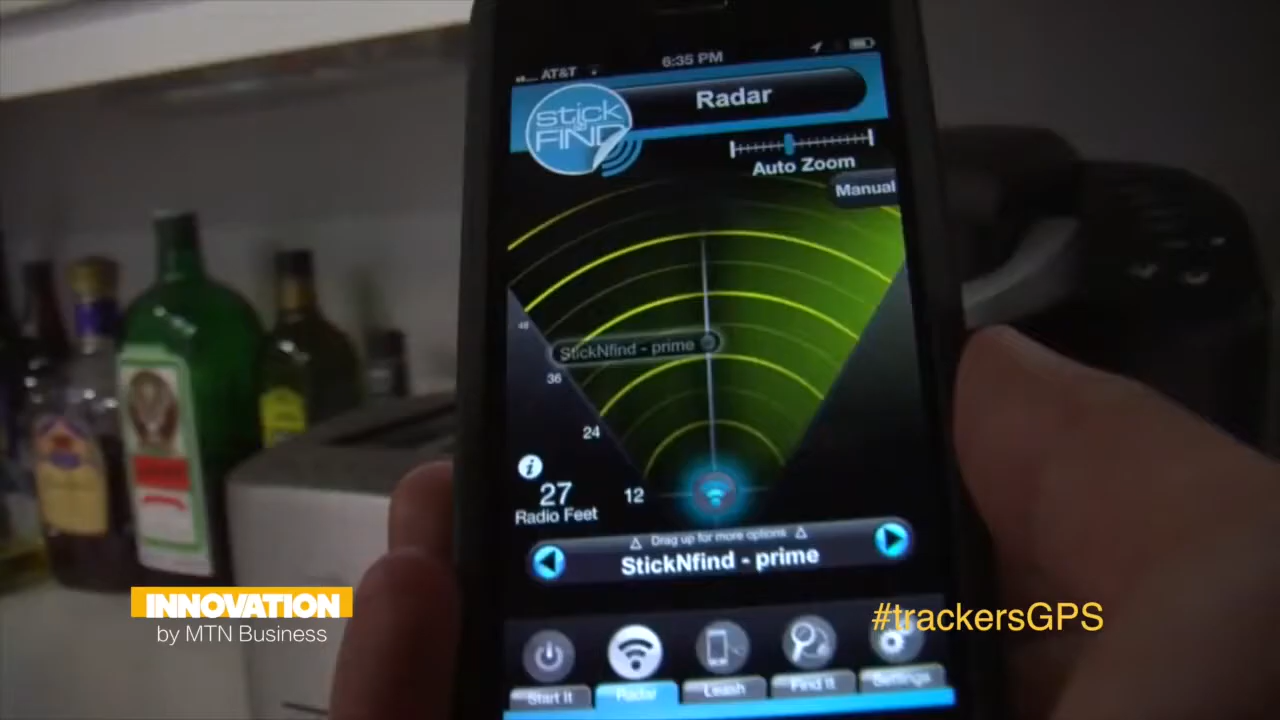 AT&T
6:35 PM
stick
FIND
Radar
Auto Zoom
Manual
48
StickNfind - prime
36
24
27
12
Radio Feet
Drag up for more options
StickNfind - prime
INNOVATION
by MTN Business
#trackersGPS
Start It
Radar
Leash
Find It
Settings